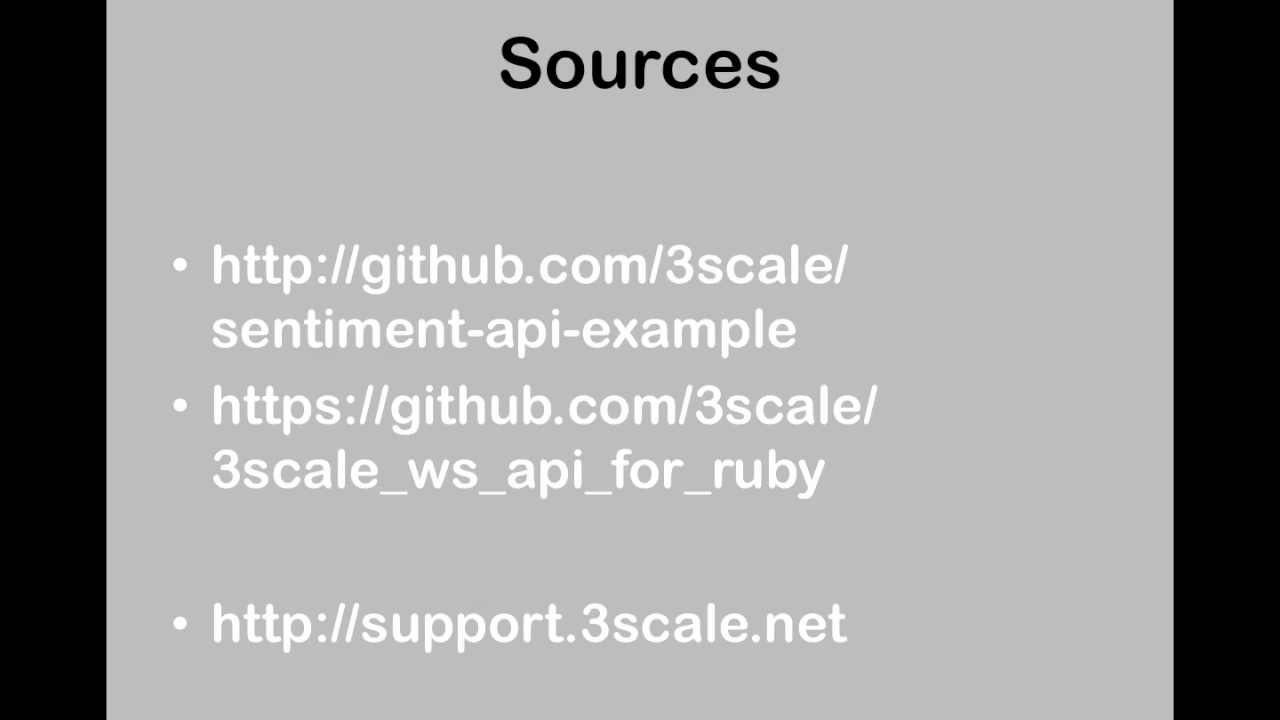 Sources
• http://github.com/3scale/
sentiment-api-example
• https://github.com/3scale/
3scale_ws_api_for_ruby
• http://support.3scale.net